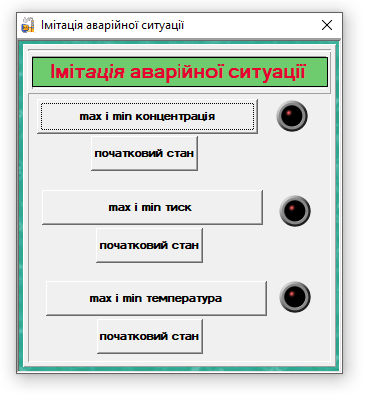 Імітація аварійної ситуації
Імітація аварійної ситуації
max і min концентрація
початковий стан
max і min тиск
початковий стан
max і min температура
початковий стан